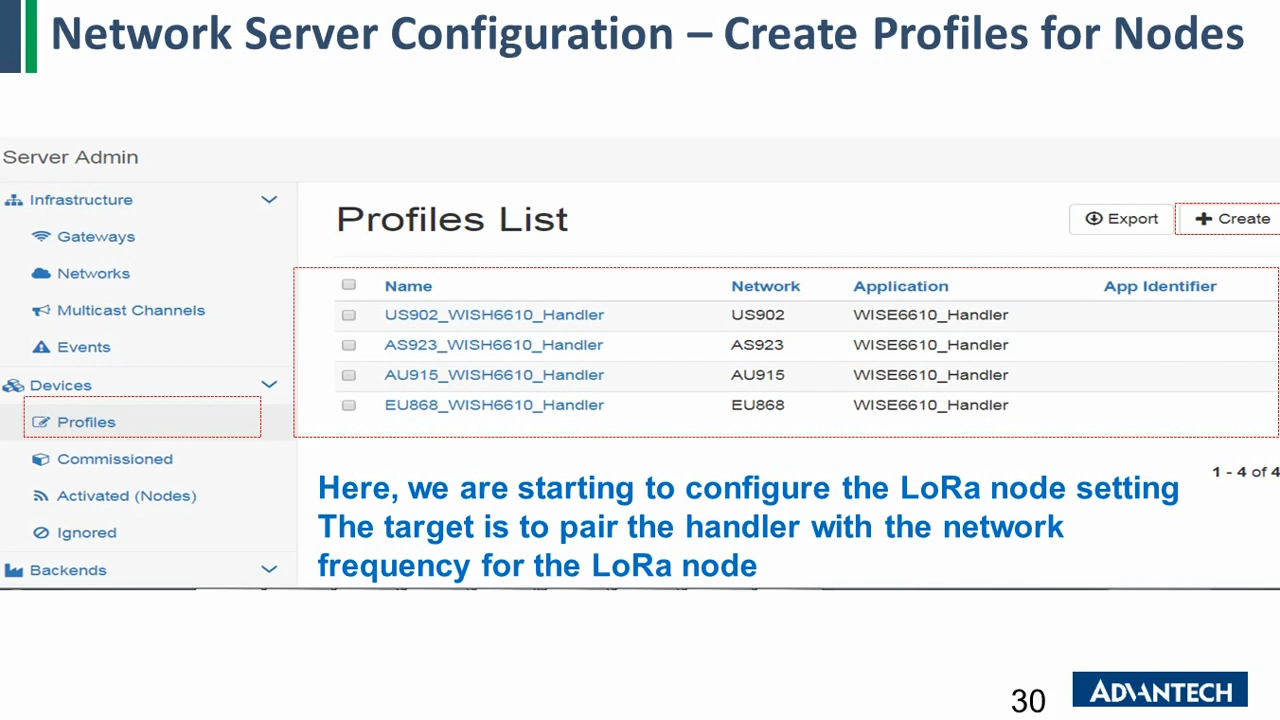 Network Server Configuration – Create Profiles for Nodes
Server Admin
Infrastructure
Gateways
Networks
Multicast Channels
Events
Devices
Profiles
Commissioned
Activated (Nodes)
Ignored
Backends
Profiles List
Export
Create
Name Network Application App Identifier
US902_WISH6610_Handler US902 WISE6610_Handler
AS923_WISH6610_Handler AS923 WISE6610_Handler
AU915_WISH6610_Handler AU915 WISE6610_Handler
EU868_WISH6610_Handler EU868 WISE6610_Handler
1 - 4 of 4
Here, we are starting to configure the LoRa node setting
The target is to pair the handler with the network
frequency for the LoRa node
30
ADVANTECH